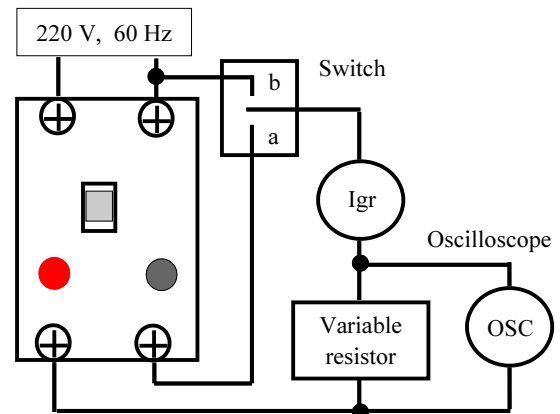 220 V, 60 Hz
b
Switch
a
Igr
Oscilloscope
Variable
resistor
OSC